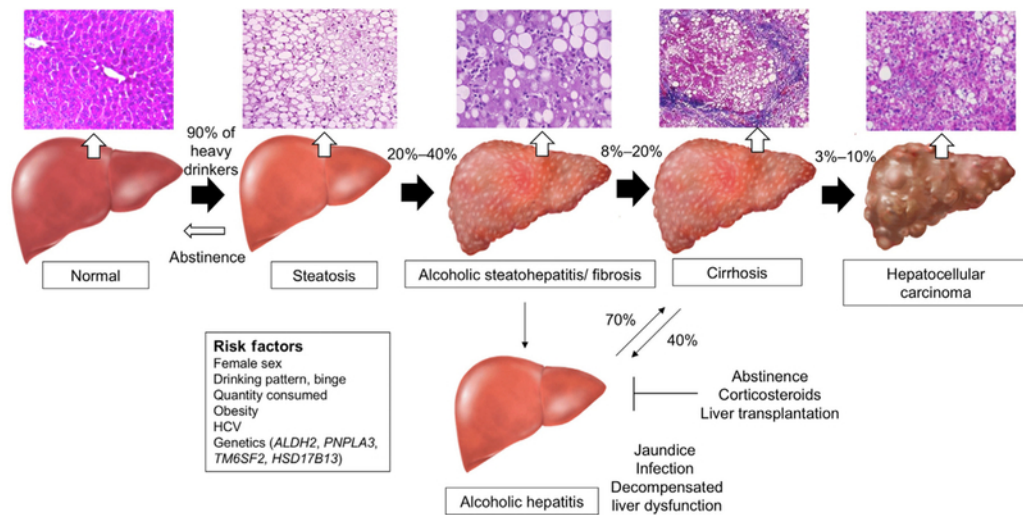 90% of
heavy
drinkers
20%–40%
8%–20%
3%–10%
Abstinence
Normal
Steatosis
Alcoholic steatohepatitis/ fibrosis
Cirrhosis
Hepatocellular
carcinoma
70%
40%
Risk factors
Female sex
Drinking pattern, binge
Quantity consumed
Obesity
HCV
Genetics (ALDH2, PNPLA3,
TM6SF2, HSD17B13)
Abstinence
Corticosteroids
Liver transplantation
Jaundice
Infection
Decompensated
liver dysfunction
Alcoholic hepatitis